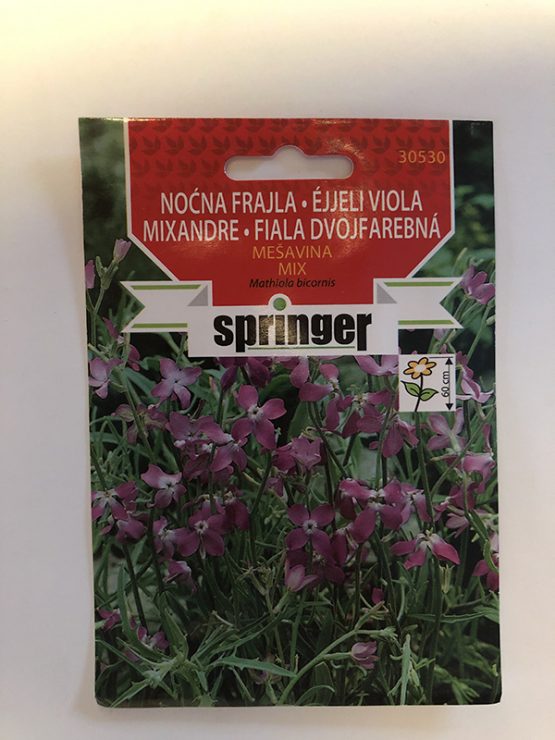 30530
NOĆNA FRAJLA • ÉJJELI VIOLA
MIXANDRE • FIALA DVOJFAREBNÁ
MEŠAVINA
MIX
Mathiola bicornis
springer
60 cm